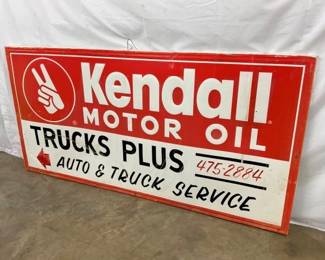 Kendall®
MOTOR OIL
TRUCKS PLUS 475-2884
AUTO & TRUCK SERVICE